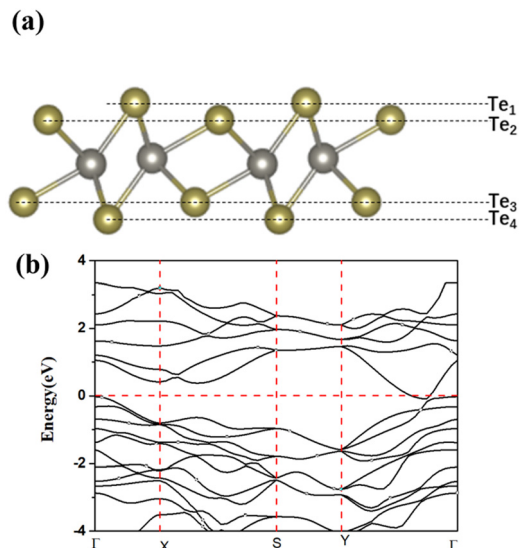 (a)
Te1
Te2
Te3
Te4
(b)
4
2
0
-2
-4
Energy(eV)
Γ X S Y Γ